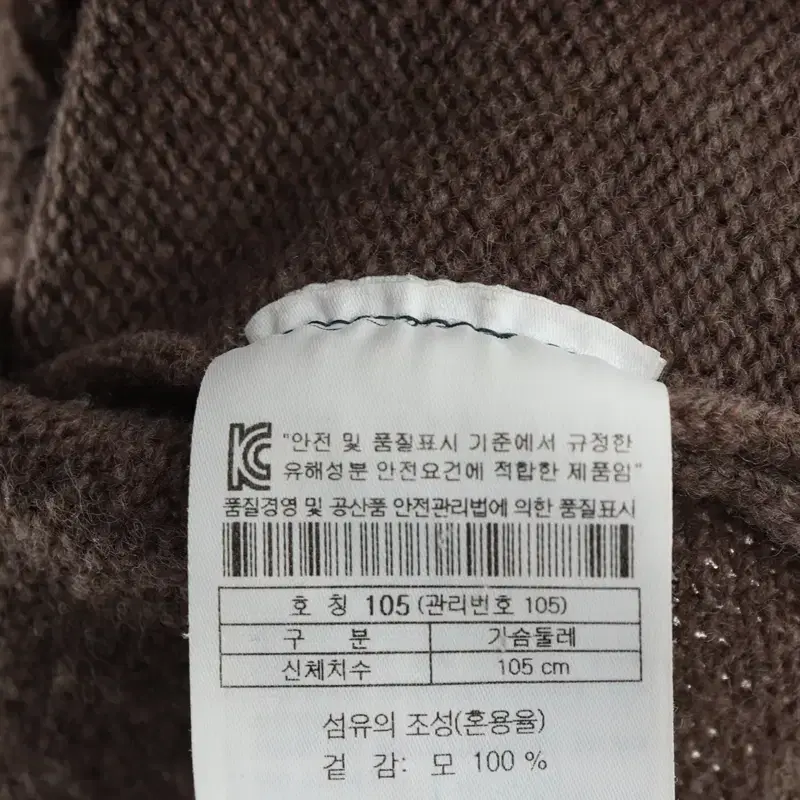 KC "안전 및 품질표시 기준에서 규정한
유해성분 안전요건에 적합한 제품임"
품질경영 및 공산품 안전관리법에 의한 품질표시
호 칭 105 (관리번호 105)
구 분 가슴둘레
신체치수 105 cm
섬유의 조성(혼용율)
겉 감: 모 100 %